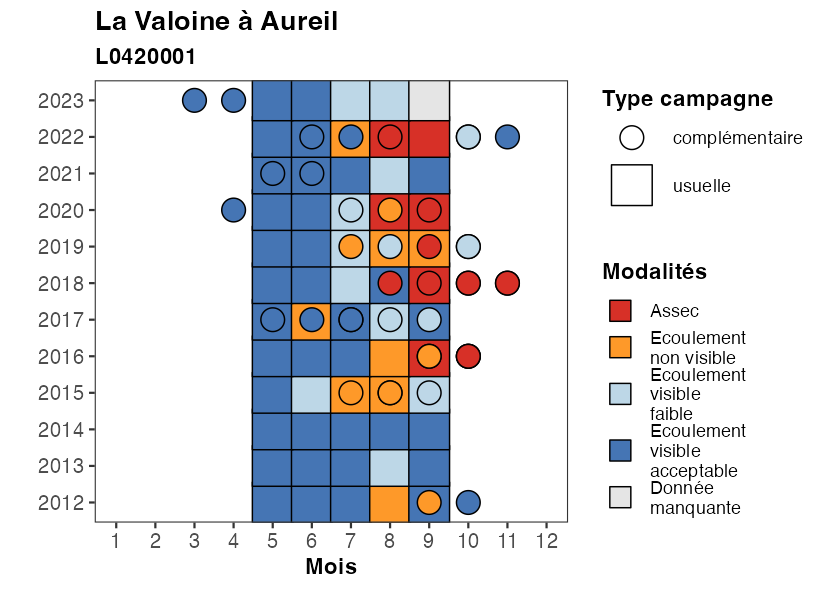 La Valoine à Aureil
L0420001
2023
2022
2021
2020
2019
2018
2017
2016
2015
2014
2013
2012
1 2 3 4 5 6 7 8 9 10 11 12
Mois
Type campagne
complémentaire
usuelle
Modalités
Assec
Ecoulement
non visible
Ecoulement
visible
faible
Ecoulement
visible
acceptable
Donnée
manquante